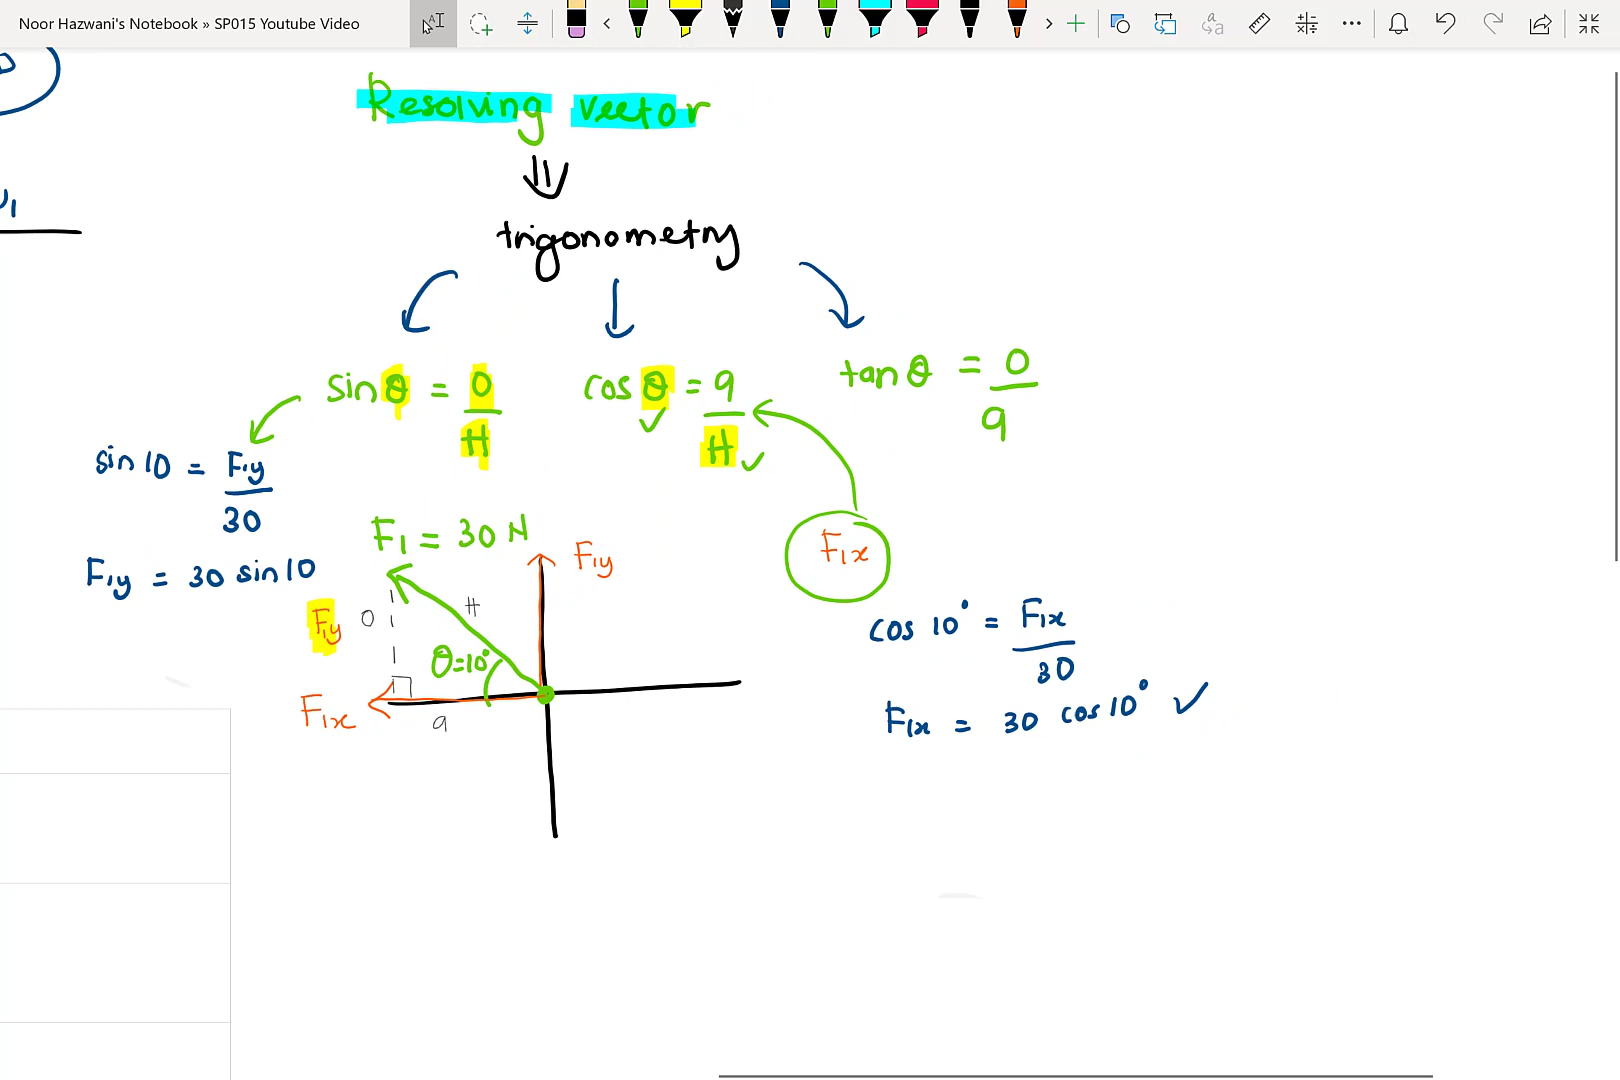 Noor Hazwani's Notebook » SP015 Youtube Video
Resolving vector
trigonometry
sin θ = O/H
cos θ = a/H
tan θ = O/a
sin 10 = F1y/30
F1y = 30 sin 10
F1 = 30 N
F1y
H
F1y O
θ = 10°
F1x
a
F1x
cos 10° = F1x/30
F1x = 30 cos 10° ✓